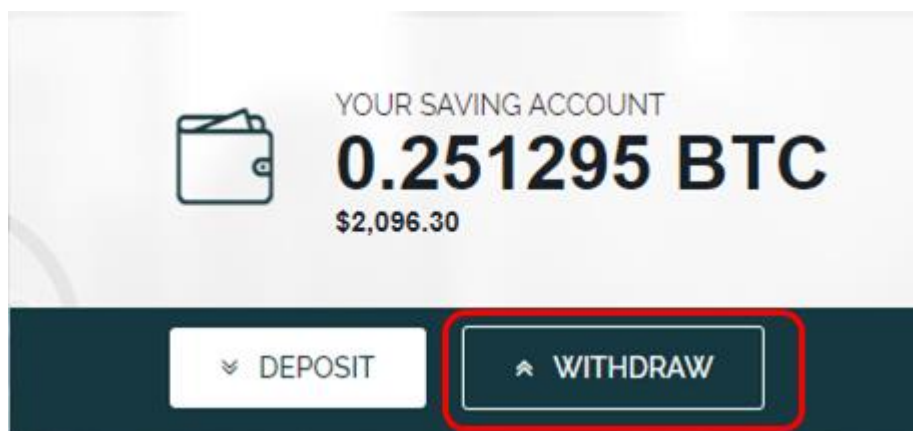 YOUR SAVING ACCOUNT
0.251295 BTC
$2,096.30
DEPOSIT
WITHDRAW